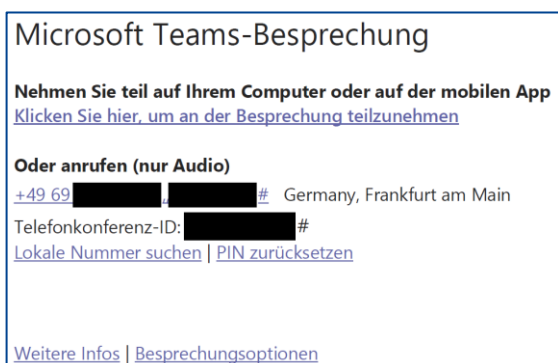 Microsoft Teams-Besprechung
Nehmen Sie teil auf Ihrem Computer oder auf der mobilen App
Klicken Sie hier, um an der Besprechung teilzunehmen
Oder anrufen (nur Audio)
+49 69 ,, # Germany, Frankfurt am Main
Telefonkonferenz-ID: #
Lokale Nummer suchen | PIN zurücksetzen
Weitere Infos | Besprechungsoptionen